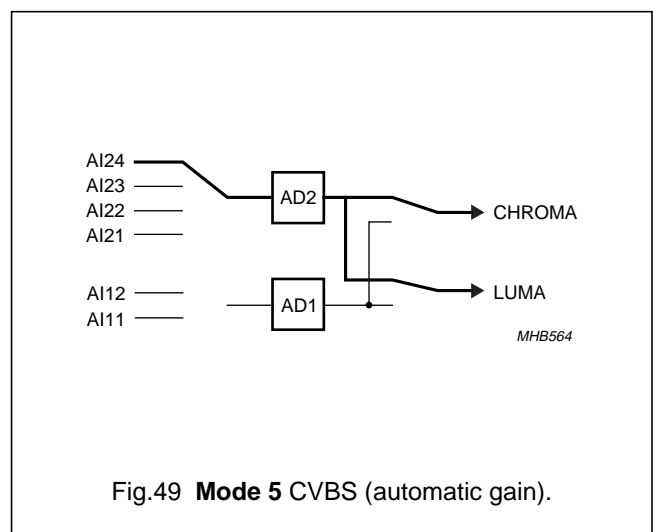 AI24
AI23
AI22
AI21
AI12
AI11
AD2
AD1
CHROMA
LUMA
MHB564
Fig.49 Mode 5 CVBS (automatic gain).